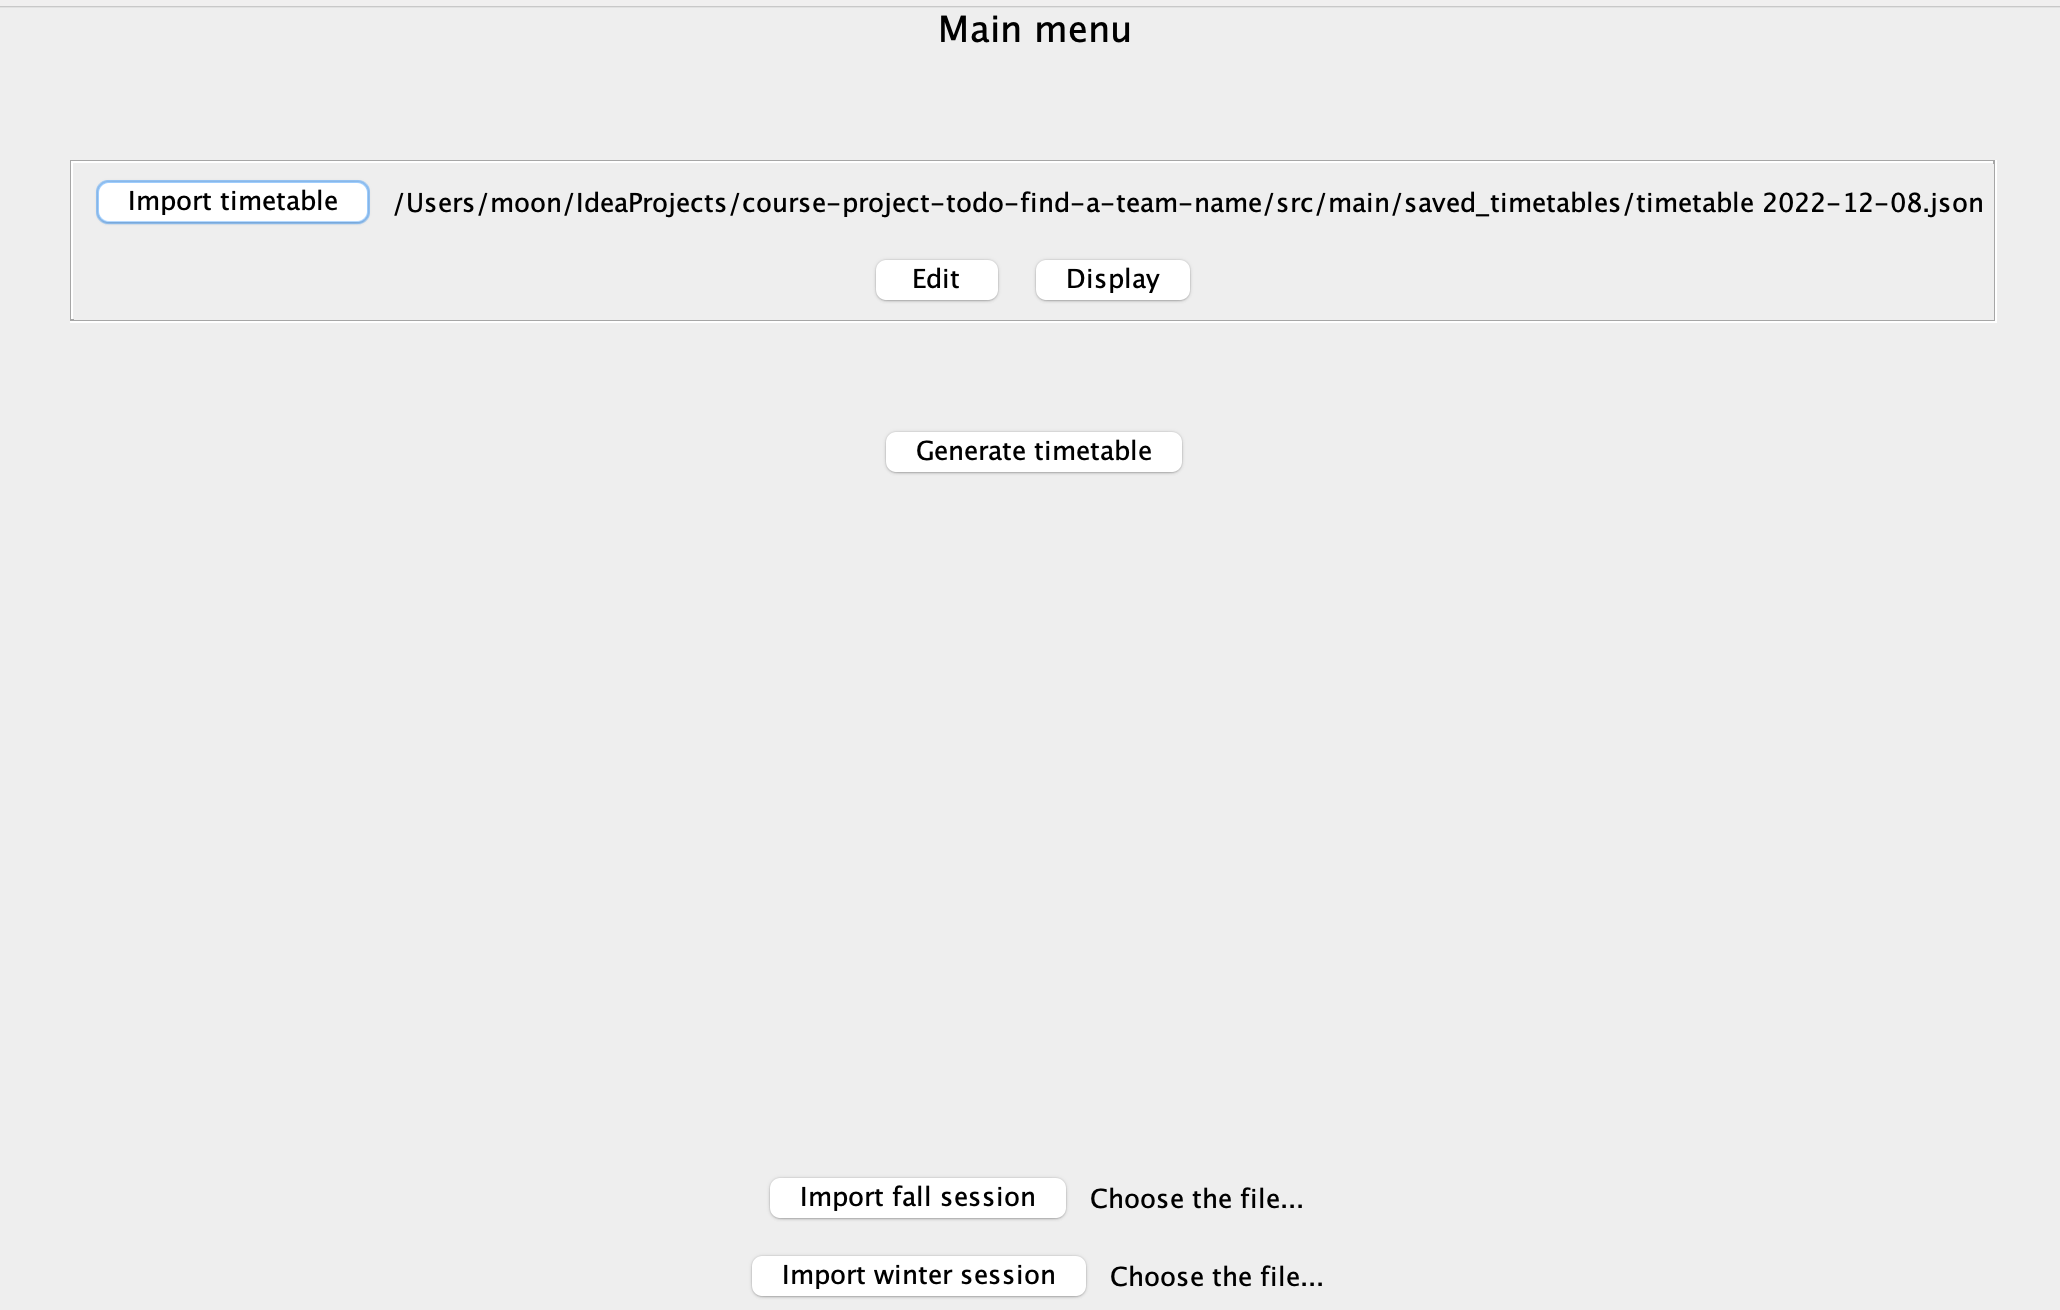 Main menu
Import timetable /Users/moon/IdeaProjects/course-project-todo-find-a-team-name/src/main/saved_timetables/timetable 2022-12-08.json
Edit Display
Generate timetable
Import fall session Choose the file...
Import winter session Choose the file...